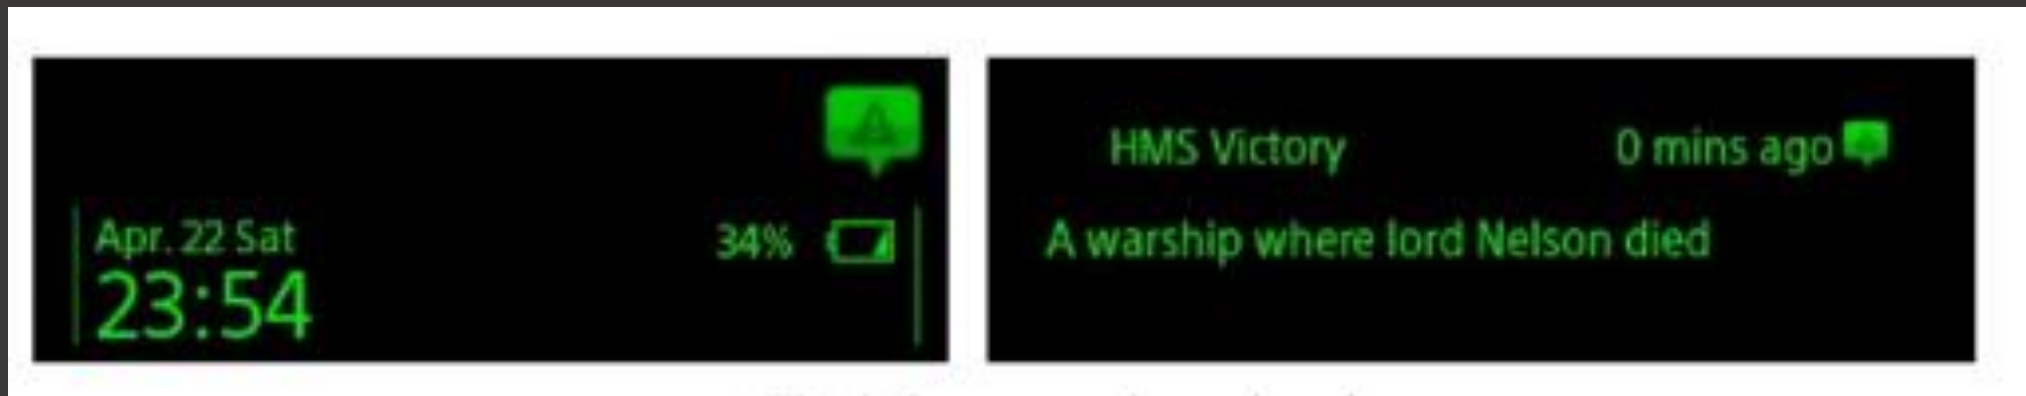 Apr. 22 Sat
34%
23:54
HMS Victory
0 mins ago
A warship where lord Nelson died